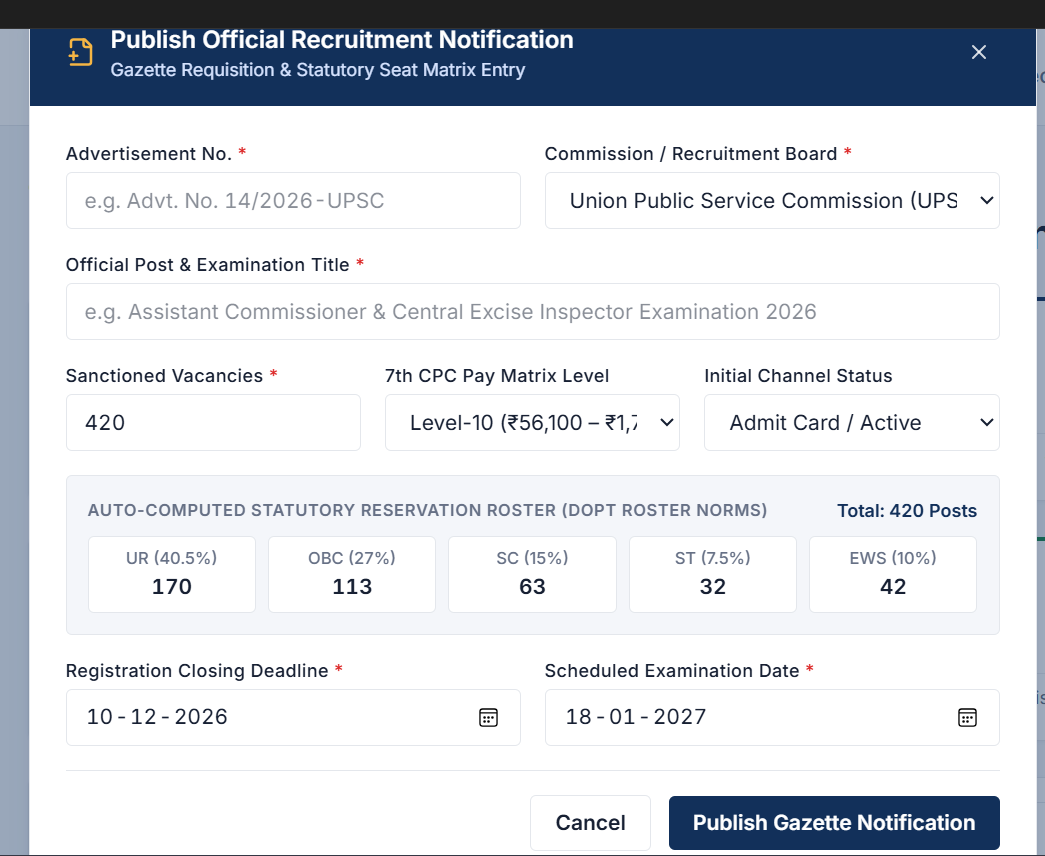 Publish Official Recruitment Notification
Gazette Requisition & Statutory Seat Matrix Entry
Advertisement No. *
Commission / Recruitment Board *
e.g. Advt. No. 14/2026-UPSC
Union Public Service Commission (UPS
Official Post & Examination Title *
e.g. Assistant Commissioner & Central Excise Inspector Examination 2026
Sanctioned Vacancies *
7th CPC Pay Matrix Level
Initial Channel Status
420
Level-10 (₹56,100 – ₹1,7
Admit Card / Active
AUTO-COMPUTED STATUTORY RESERVATION ROSTER (DOPT ROSTER NORMS)
Total: 420 Posts
UR (40.5%)
170
OBC (27%)
113
SC (15%)
63
ST (7.5%)
32
EWS (10%)
42
Registration Closing Deadline *
Scheduled Examination Date *
10-12-2026
18-01-2027
Cancel
Publish Gazette Notification